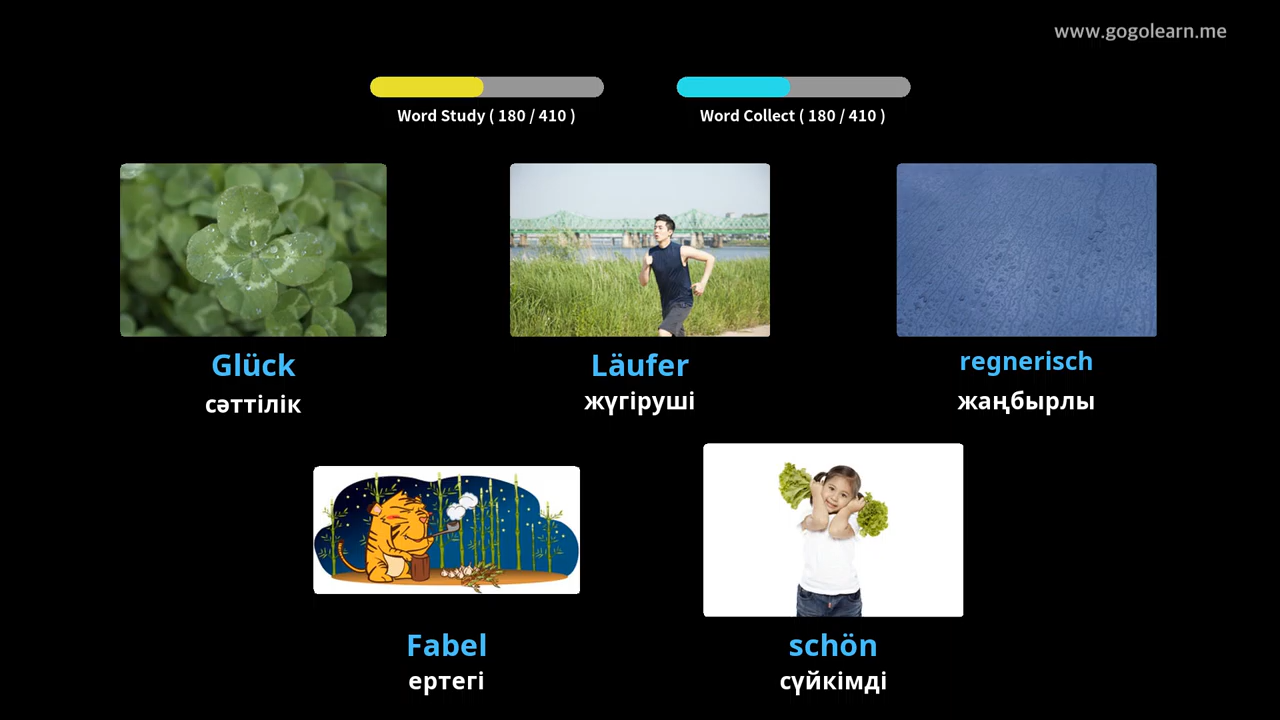 www.gogolearn.me
Word Study ( 180 / 410 )
Word Collect ( 180 / 410 )
Glück
сәттілік
Läufer
жүгіруші
regnerisch
жаңбырлы
Fabel
ертегі
schön
сүйкімді